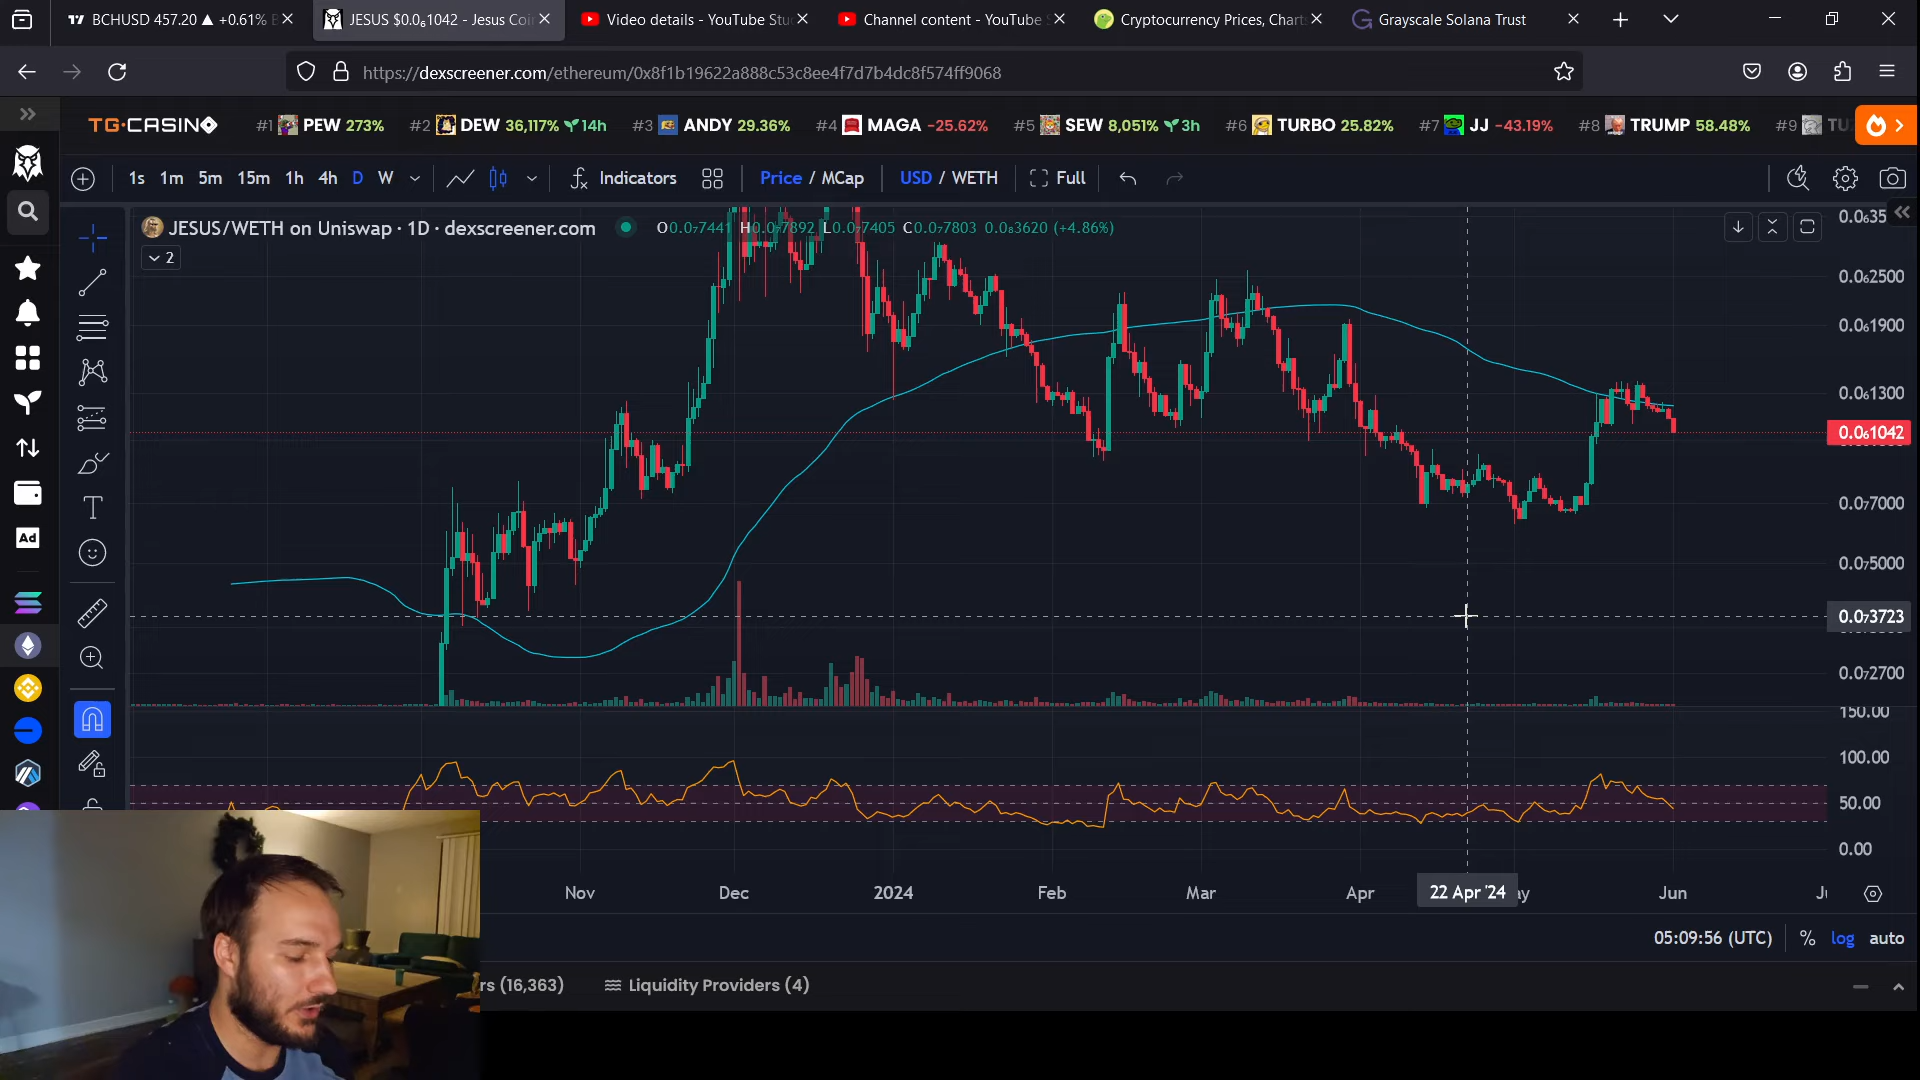 BCHUSD 457.20 ▲ +0.61%
JESUS $0.0₆1042 - Jesus Coi
Video details - YouTube Stu
Channel content - YouTube
Cryptocurrency Prices, Chart
Grayscale Solana Trust
https://dexscreener.com/ethereum/0x8f1b19622a888c53c8ee4f7d7b4dc8f574ff9068
TG·CASINO
#1 PEW 273%
#2 DEW 36,117% 14h
#3 ANDY 29.36%
#4 MAGA -25.62%
#5 SEW 8,051% 3h
#6 TURBO 25.82%
#7 JJ -43.19%
#8 TRUMP 58.48%
#9 TU
1s 1m 5m 15m 1h 4h D W
Indicators
Price / MCap
USD / WETH
Full
JESUS/WETH on Uniswap · 1D · dexscreener.com
O0.0₇7441 H0.0₇7892 L0.0₇7405 C0.0₇7803 0.0₈3620 (+4.86%)
2
0.0₆35
0.0₆2500
0.0₆1900
0.0₆1300
0.0₆1042
0.0₇7000
0.0₇5000
0.0₇3723
0.0₇2700
150.00
100.00
50.00
0.00
Ad
Nov Dec 2024 Feb Mar Apr 22 Apr '24 ay Jun
05:09:56 (UTC) % log auto
rs (16,363)
Liquidity Providers (4)